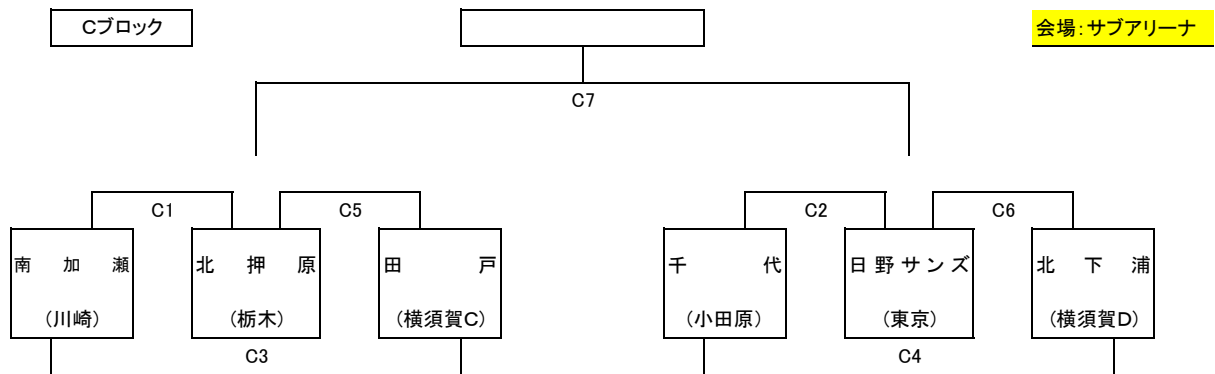 Cブロック
会場：サブアリーナ
C7
C1
C5
C2
C6
南加瀬
北押原
田戸
千代
日野サンズ
北下浦
(川崎)
(栃木)
(横須賀C)
(小田原)
(東京)
(横須賀D)
C3
C4